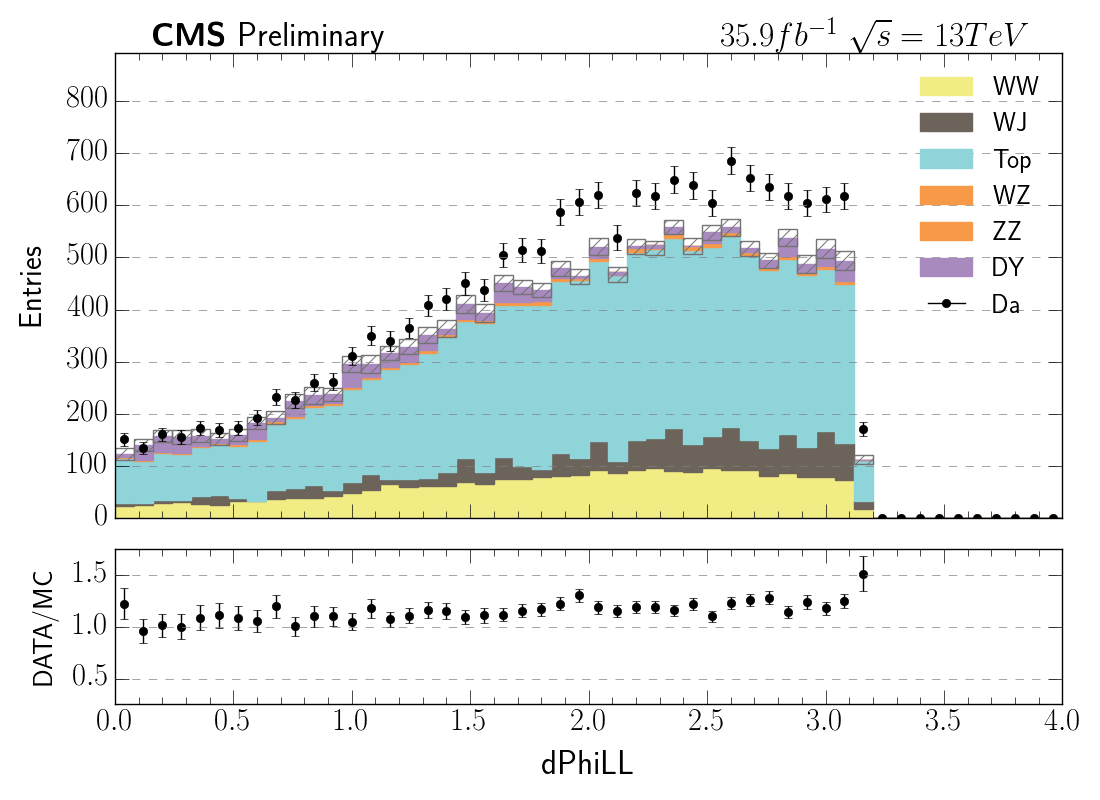 CMS Preliminary
35.9fb⁻¹ √s = 13TeV
Entries
800
700
600
500
400
300
200
100
0
WW
WJ
Top
WZ
ZZ
DY
Da
DATA/MC
1.5
1.0
0.5
0.0 0.5 1.0 1.5 2.0 2.5 3.0 3.5 4.0
dPhiLL